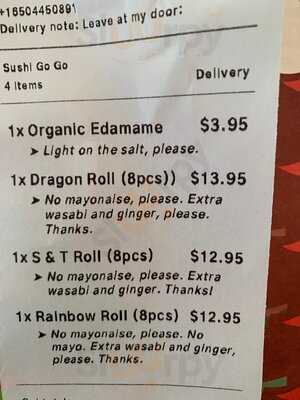 +16504450891
Delivery note: Leave at my door:
Sushi Go Go
4 items
Delivery
1x Organic Edamame $3.95
➤ Light on the salt, please.
1x Dragon Roll (8pcs)) $13.95
➤ No mayonaise, please. Extra
wasabi and ginger, please.
Thanks.
1x S & T Roll (8pcs) $12.95
➤ No mayonaise, please. Extra
wasabi and ginger. Thanks!
1x Rainbow Roll (8pcs) $12.95
➤ No mayonaise, please. No
mayo. Extra wasabi and ginger,
please. Thanks.